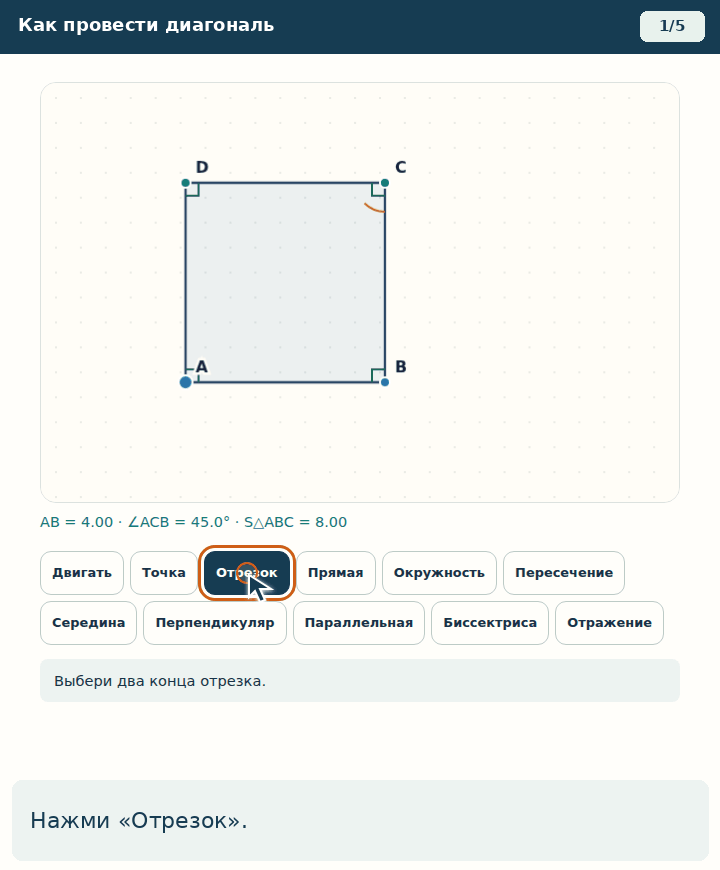 Как провести диагональ
1/5
D
C
A
B
AB = 4.00 · ∠ACB = 45.0° · S△ABC = 8.00
Двигать
Точка
Отрезок
Прямая
Окружность
Пересечение
Середина
Перпендикуляр
Параллельная
Биссектриса
Отражение
Выбери два конца отрезка.
Нажми «Отрезок».